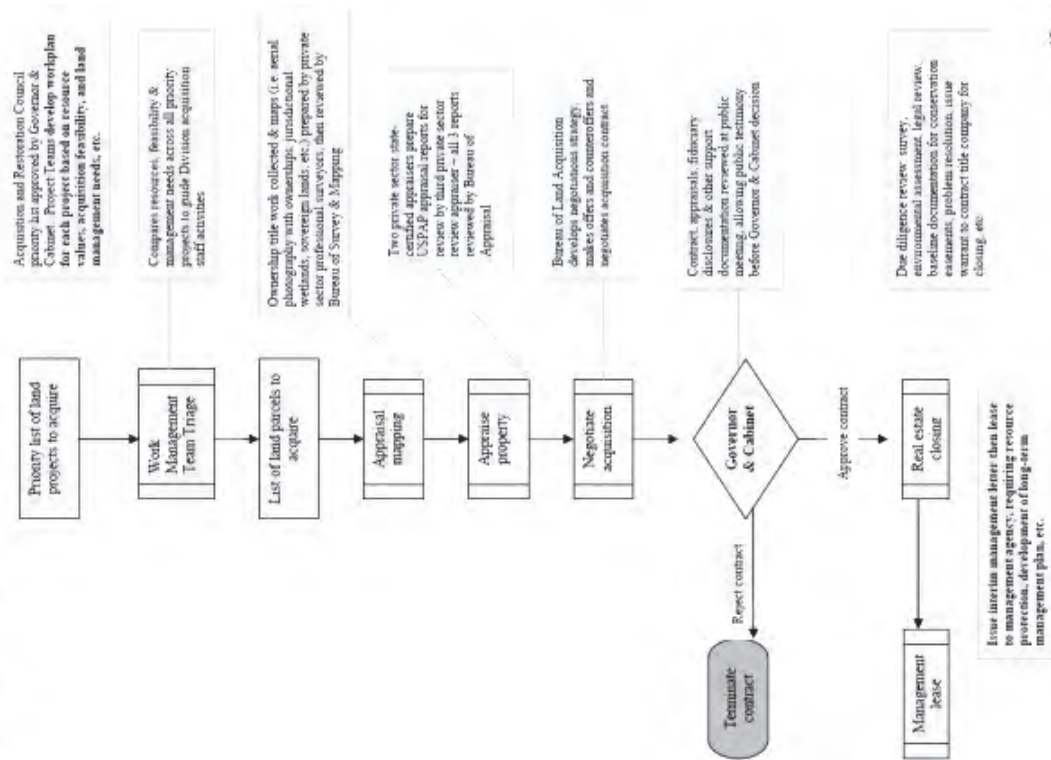 Acquisition and Restoration Council
priority list approved by Governor &
Cabinet. Project Teams develop workplan
for each project based on resource
values, acquisition feasibility, and land
management needs, etc.
Priority list of land
projects to acquire
Compares resources, feasibility &
management needs across all priority
projects to guide Division acquisition
staff activities
Work
Management
Team Triage
List of land parcels to
acquire
Ownership title work collected & maps (i.e. aerial
photography with ownerships, jurisdictional
wetlands, sovereign lands, etc.) prepared by private
sector professional surveyors, then reviewed by
Bureau of Survey & Mapping
Appraisal
mapping
Two private sector state-
certified appraisers prepare
USPAP appraisal reports for
review by third private sector
review appraiser – all 3 reports
reviewed by Bureau of
Appraisal
Appraise
property
Bureau of Land Acquisition
develops negotiations strategy,
makes offers and counteroffers and
negotiates acquisition contract
Negotiate
acquisition
Contract, appraisals, fiduciary
disclosures & other support
documentation reviewed at public
meeting, allowing public testimony
before Governor & Cabinet decision
Governor
& Cabinet
Reject contract
Terminate
contract
Approve contract
Due diligence review: survey,
environmental assessment, legal review,
baseline documentation for conservation
easements, problem resolution, issue
warrant to contract title company for
closing, etc.
Real estate
closing
Management
lease
Issue interim management letter then lease
to management agency, requiring resource
protection, development of long-term
management plan, etc.